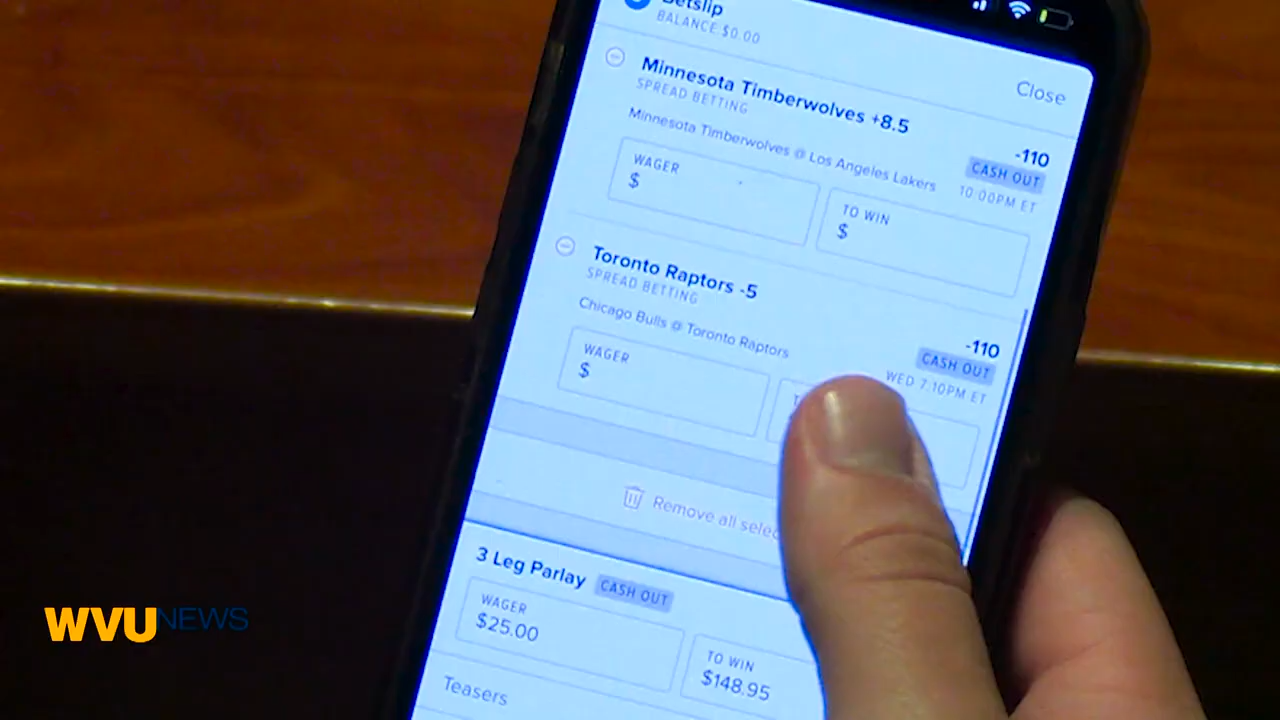 Betslip
BALANCE $0.00
Close
Minnesota Timberwolves +8.5
SPREAD BETTING
-110
Minnesota Timberwolves @ Los Angeles Lakers
CASH OUT
10:00PM ET
WAGER
$
TO WIN
$
Toronto Raptors -5
SPREAD BETTING
-110
Chicago Bulls @ Toronto Raptors
CASH OUT
WED 7:10PM ET
WAGER
$
Remove all
3 Leg Parlay CASH OUT
WAGER
$25.00
TO WIN
$148.95
Teasers
WVUNEWS